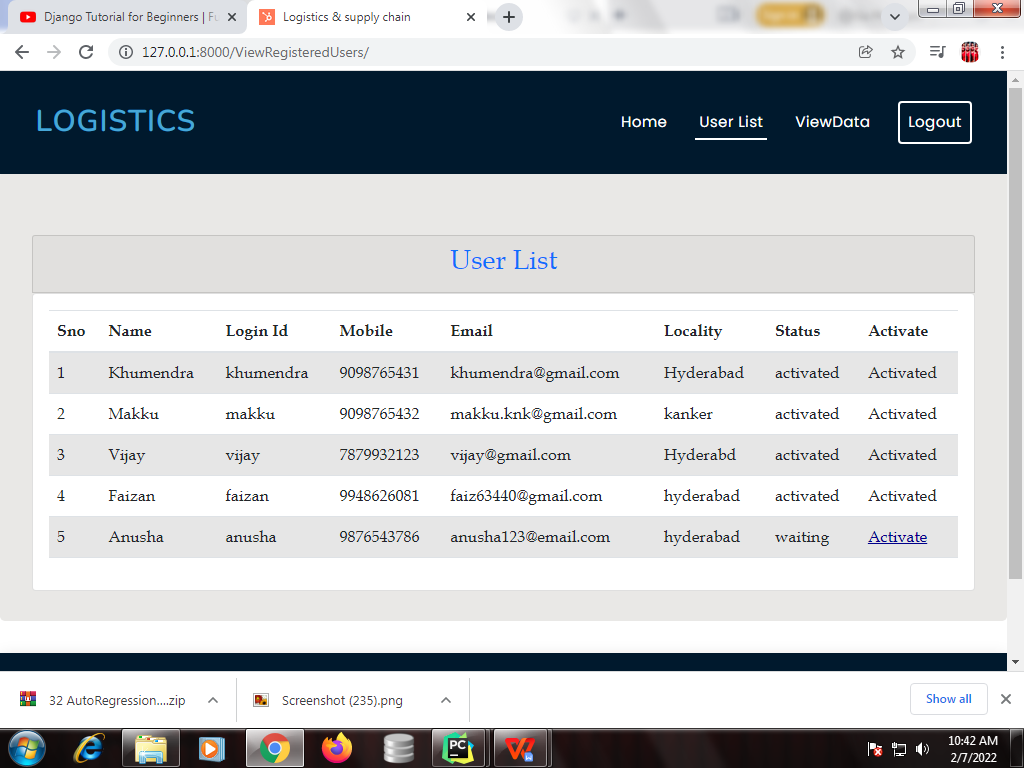 Django Tutorial for Beginners | Fu
Logistics & supply chain
127.0.0.1:8000/ViewRegisteredUsers/
LOGISTICS
Home
User List
ViewData
Logout
User List
Sno Name Login Id Mobile Email Locality Status Activate
1 Khumendra khumendra 9098765431 khumendra@gmail.com Hyderabad activated Activated
2 Makku makku 9098765432 makku.knk@gmail.com kanker activated Activated
3 Vijay vijay 7879932123 vijay@gmail.com Hyderabd activated Activated
4 Faizan faizan 9948626081 faiz63440@gmail.com hyderabad activated Activated
5 Anusha anusha 9876543786 anusha123@email.com hyderabad waiting Activate
32 AutoRegression....zip
Screenshot (235).png
Show all
PC
10:42 AM
2/7/2022